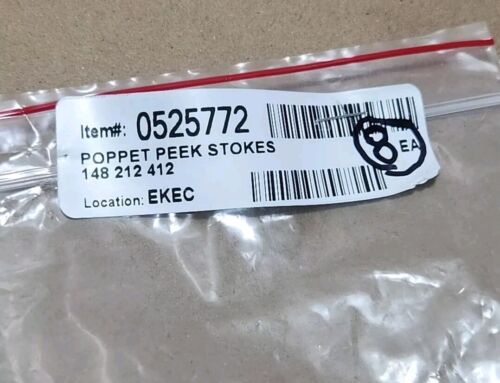 Item#: 0525772
POPPET PEEK STOKES
148 212 412
8 EA
Location: EKEC